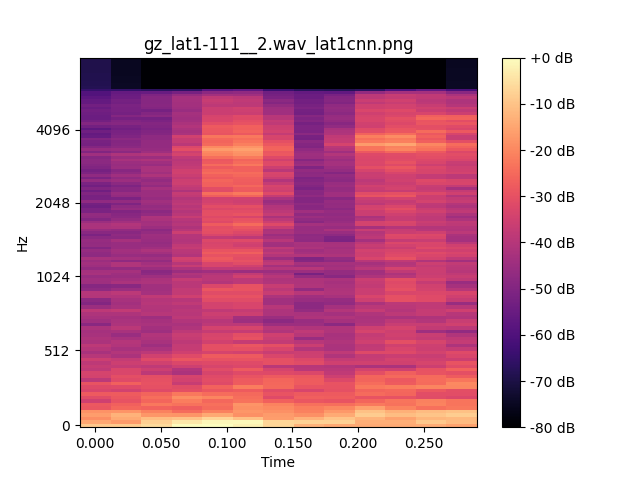 gz_lat1-111__2.wav_lat1cnn.png
Hz
4096
2048
1024
512
0
0.000 0.050 0.100 0.150 0.200 0.250
Time
+0 dB
-10 dB
-20 dB
-30 dB
-40 dB
-50 dB
-60 dB
-70 dB
-80 dB